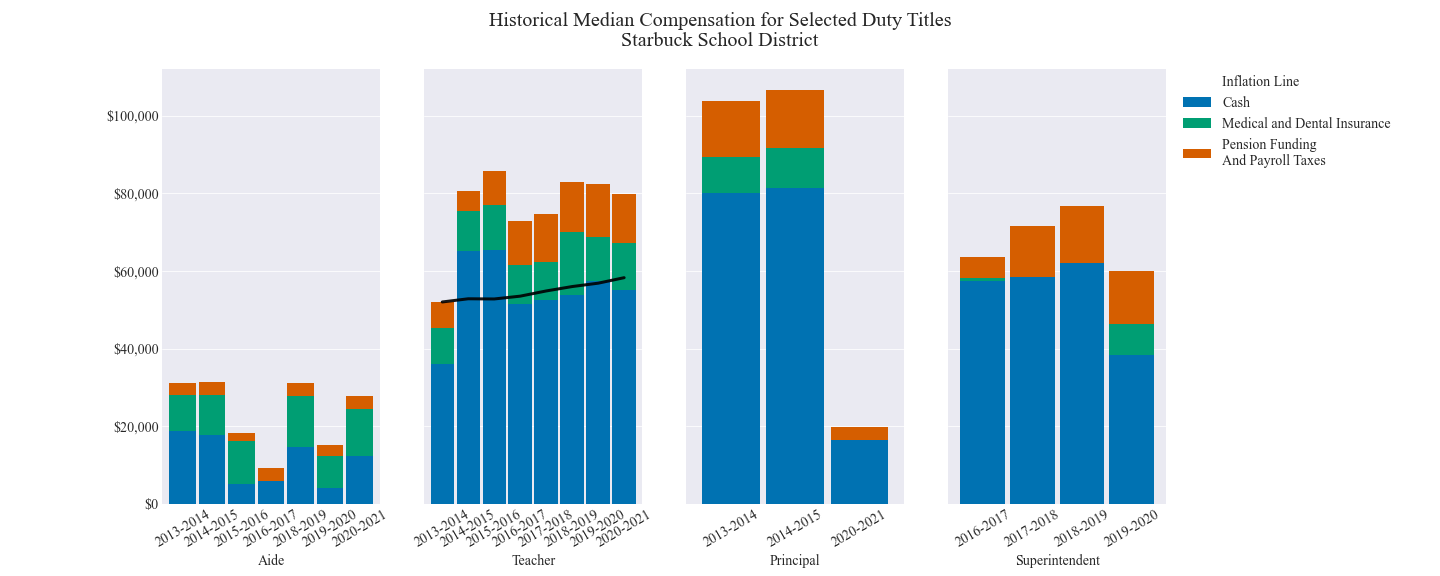 Historical Median Compensation for Selected Duty Titles
Starbuck School District
$100,000
$80,000
$60,000
$40,000
$20,000
$0
2013-2014
2014-2015
2015-2016
2016-2017
2018-2019
2019-2020
2020-2021
Aide
2013-2014
2014-2015
2015-2016
2016-2017
2017-2018
2018-2019
2019-2020
2020-2021
Teacher
2013-2014
2014-2015
2020-2021
Principal
2016-2017
2017-2018
2018-2019
2019-2020
Superintendent
Inflation Line
Cash
Medical and Dental Insurance
Pension Funding
And Payroll Taxes